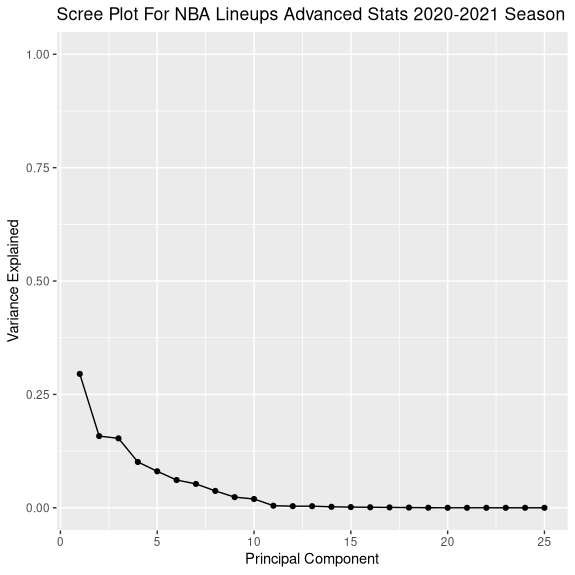 Scree Plot For NBA Lineups Advanced Stats 2020-2021 Season
1.00
0.75
0.50
0.25
0.00
Variance Explained
0 5 10 15 20 25
Principal Component